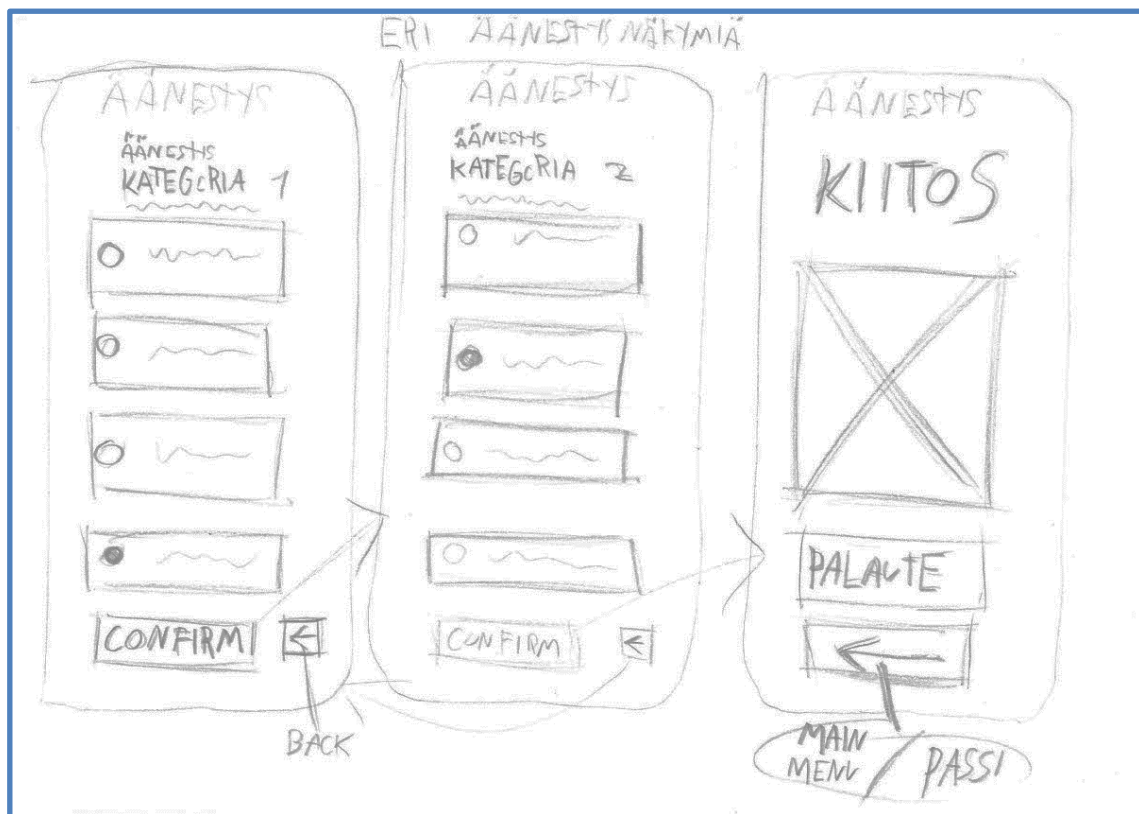 ERI ÄÄNESTYS NÄKYMIÄ
ÄÄNESTYS
ÄÄNESTYS
KATEGORIA 1
CONFIRM
←
BACK
ÄÄNESTYS
ÄÄNESTYS
KATEGORIA 2
CONFIRM
<
ÄÄNESTYS
KIITOS
PALAUTE
←
MAIN
MENU / PASSI